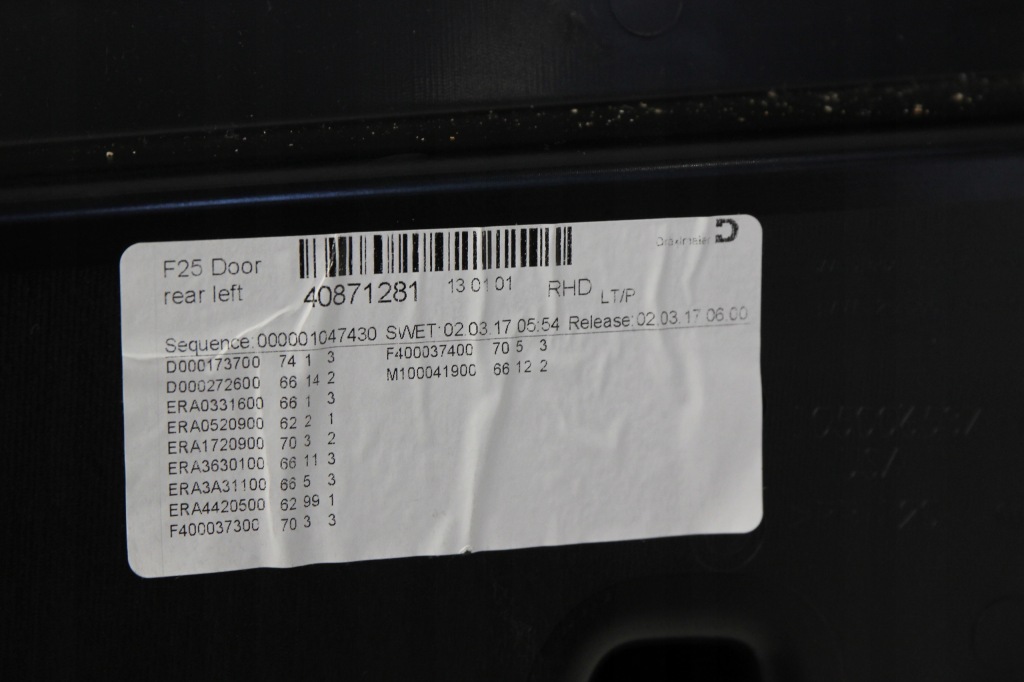 F25 Door
rear left
40871281
13 01 01
RHD LT/P
Sequence:000001047430 SWET:02.03.17 05:54 Release:02.03.17 06:00
D000173700 74 1 3
D000272600 66 14 2
ERA0331600 66 1 3
ERA0520900 62 2 1
ERA1720900 70 3 2
ERA3630100 66 11 3
ERA3A31100 66 5 3
ERA4420500 62 99 1
F400037300 70 3 3
F400037400 70 5 3
M100041900 66 12 2